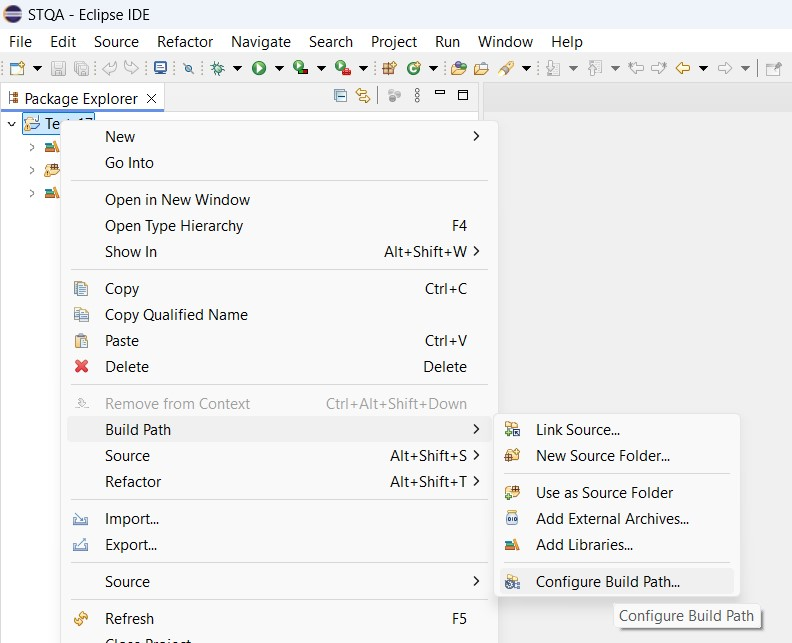 STQA - Eclipse IDE
File Edit Source Refactor Navigate Search Project Run Window Help
Package Explorer
New
Go Into
Open in New Window
Open Type Hierarchy F4
Show In Alt+Shift+W
Copy Ctrl+C
Copy Qualified Name
Paste Ctrl+V
Delete Delete
Remove from Context Ctrl+Alt+Shift+Down
Build Path
Source Alt+Shift+S
Refactor Alt+Shift+T
Import...
Export...
Source
Refresh F5
Link Source...
New Source Folder...
Use as Source Folder
Add External Archives...
Add Libraries...
Configure Build Path...
Configure Build Path